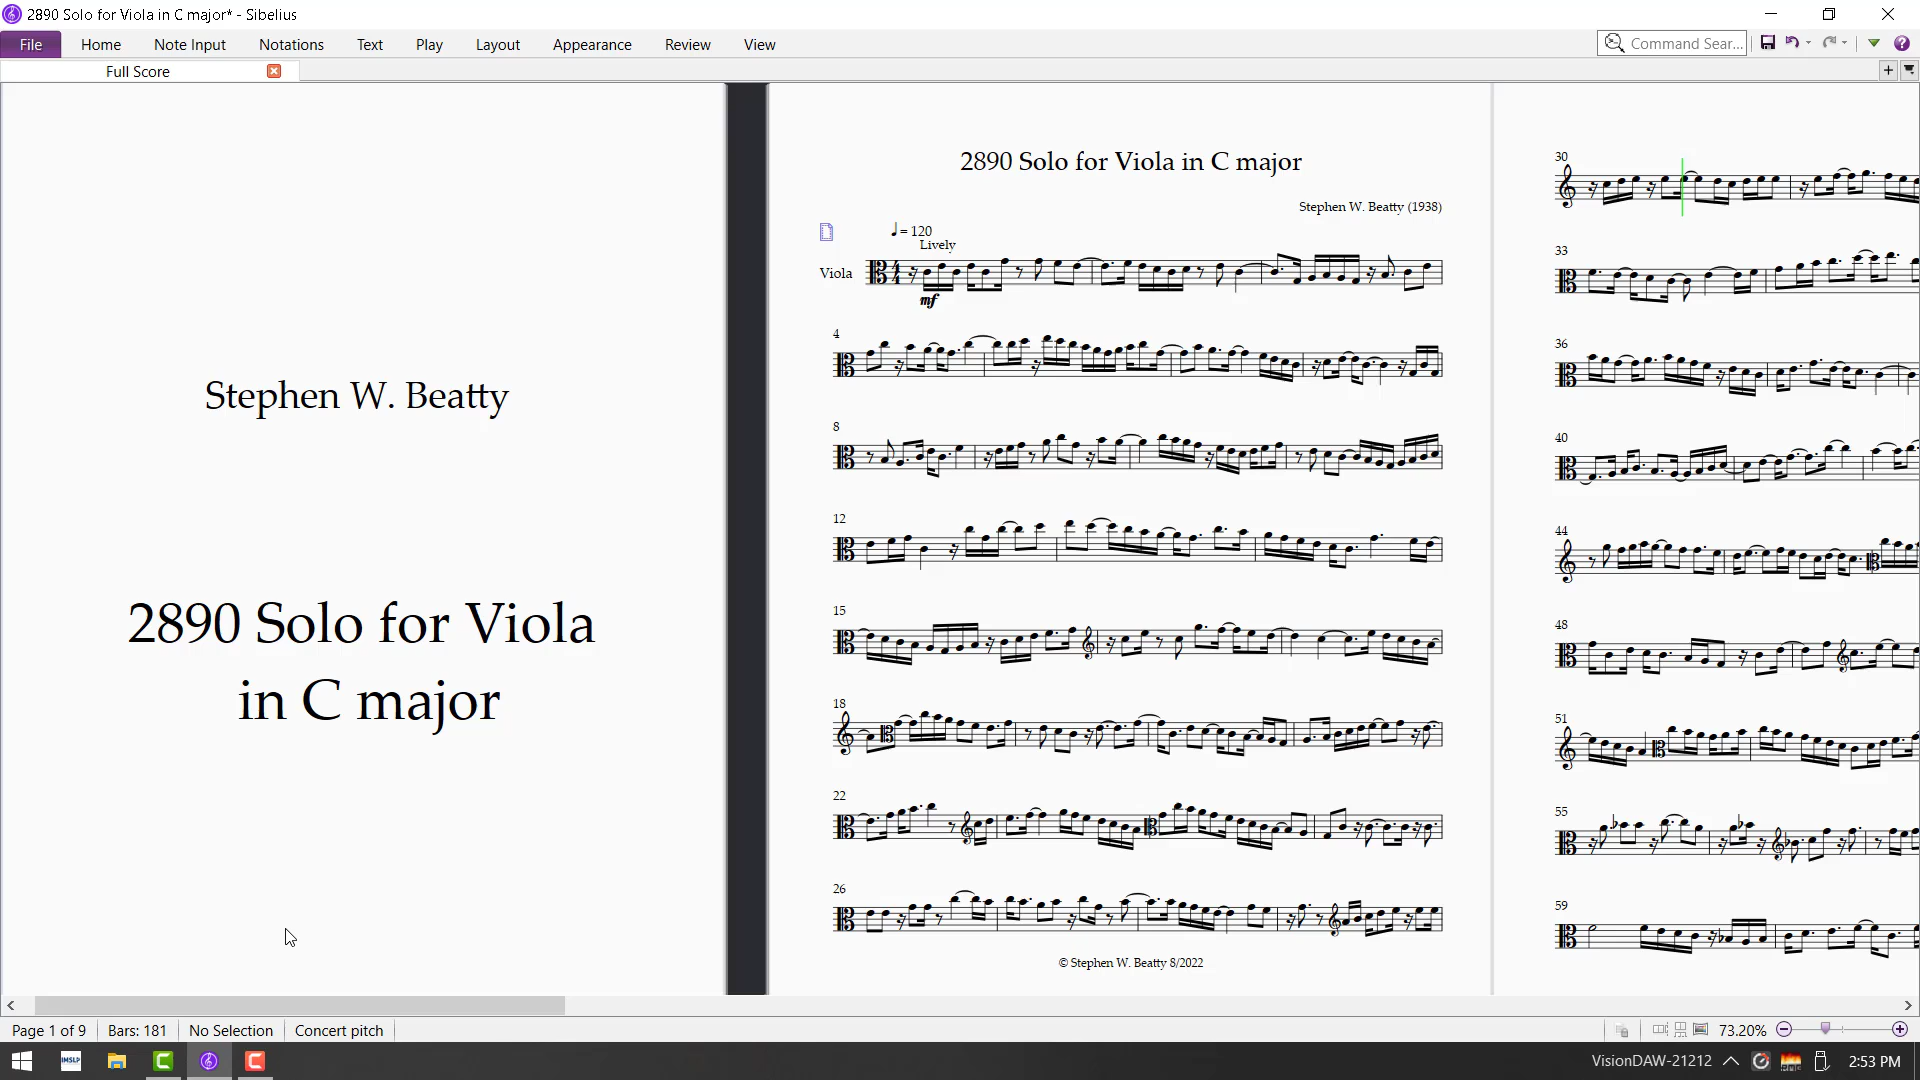 2890 Solo for Viola in C major* - Sibelius
File Home Note Input Notations Text Play Layout Appearance Review View Command Sear...
Full Score
Stephen W. Beatty
2890 Solo for Viola
in C major
2890 Solo for Viola in C major
Stephen W. Beatty (1938)
♩ = 120
Lively
Viola
mf
4
8
12
15
18
22
26
© Stephen W. Beatty 8/2022
30
33
36
40
44
48
51
55
59
Page 1 of 9 Bars: 181 No Selection Concert pitch 73.20%
IMSLP VisionDAW-21212 2:53 PM